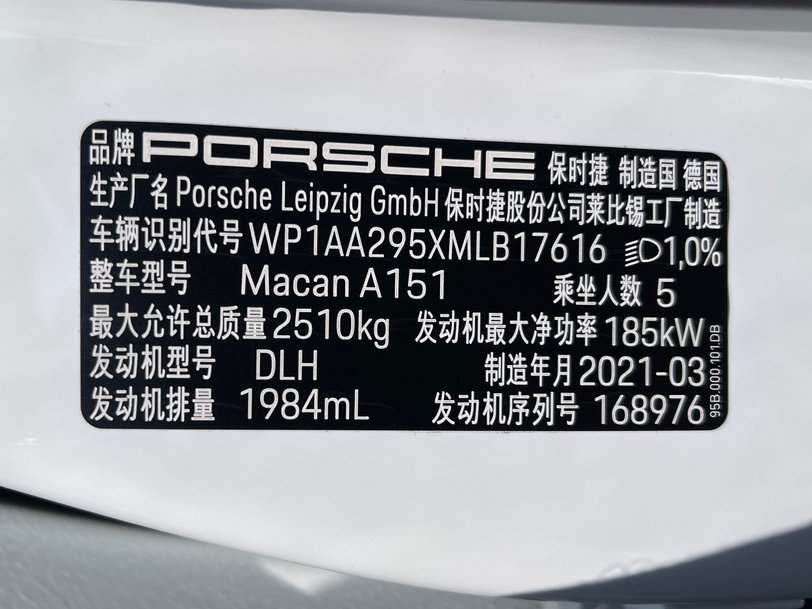 品牌 PORSCHE 保时捷 制造国 德国
生产厂名 Porsche Leipzig GmbH 保时捷股份公司莱比锡工厂制造
车辆识别代号 WP1AA295XMLB17616 1,0%
整车型号 Macan A151 乘坐人数 5
最大允许总质量 2510kg 发动机最大净功率 185kW
发动机型号 DLH 制造年月 2021-03
发动机排量 1984mL 发动机序列号 168976
95B.000.101.DB